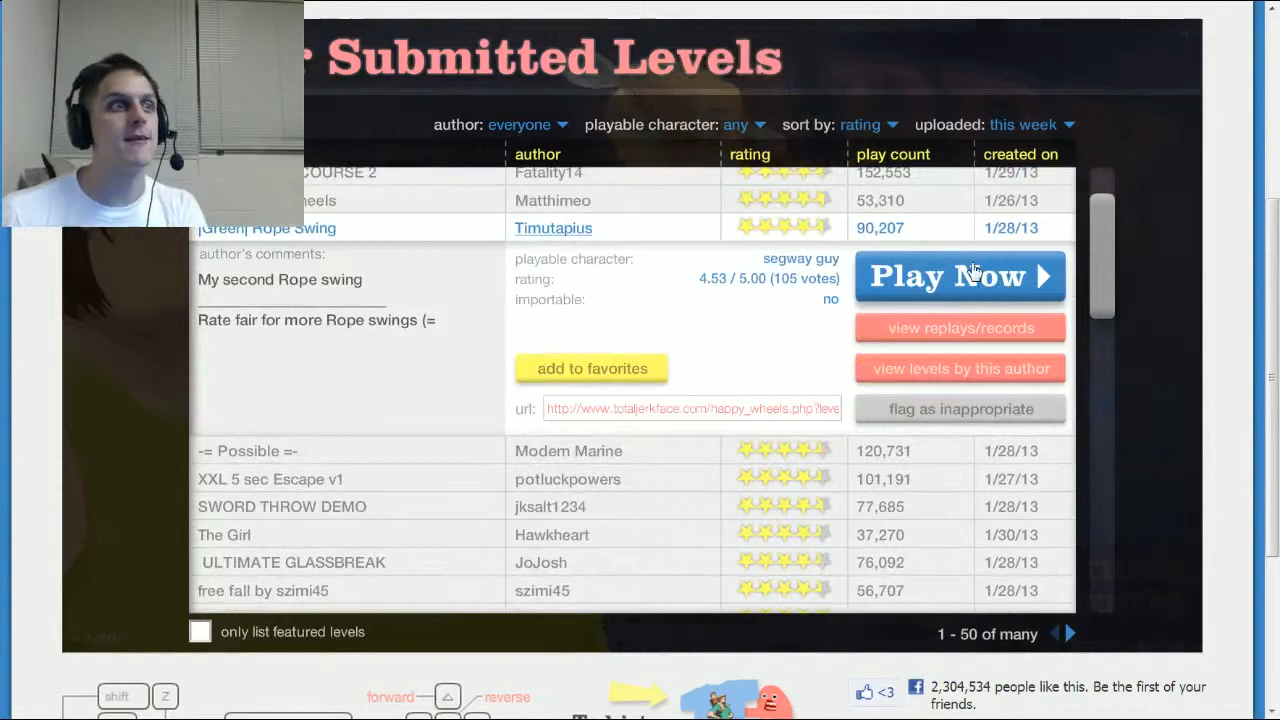 Submitted Levels
author: everyone playable character: any sort by: rating uploaded: this week
author rating play count created on
COURSE 2 Fatality14 152,553 1/29/13
Matthimeo 53,310 1/26/13
[Green] Rope Swing Timutapius 90,207 1/28/13
author's comments:
My second Rope swing
Rate fair for more Rope swings (=
playable character: segway guy
rating: 4.53 / 5.00 (105 votes)
importable: no
add to favorites
url: http://www.totaljerkface.com/happy_wheels.php?leve
Play Now
view replays/records
view levels by this author
flag as inappropriate
-= Possible =- Modern Marine 120,731 1/28/13
XXL 5 sec Escape v1 potluckpowers 101,191 1/27/13
SWORD THROW DEMO jksalt1234 77,685 1/28/13
The Girl Hawkheart 37,270 1/30/13
ULTIMATE GLASSBREAK JoJosh 76,092 1/28/13
free fall by szimi45 szimi45 56,707 1/28/13
only list featured levels
1 - 50 of many
shift Z
forward reverse
<3
2,304,534 people like this. Be the first of your
friends.